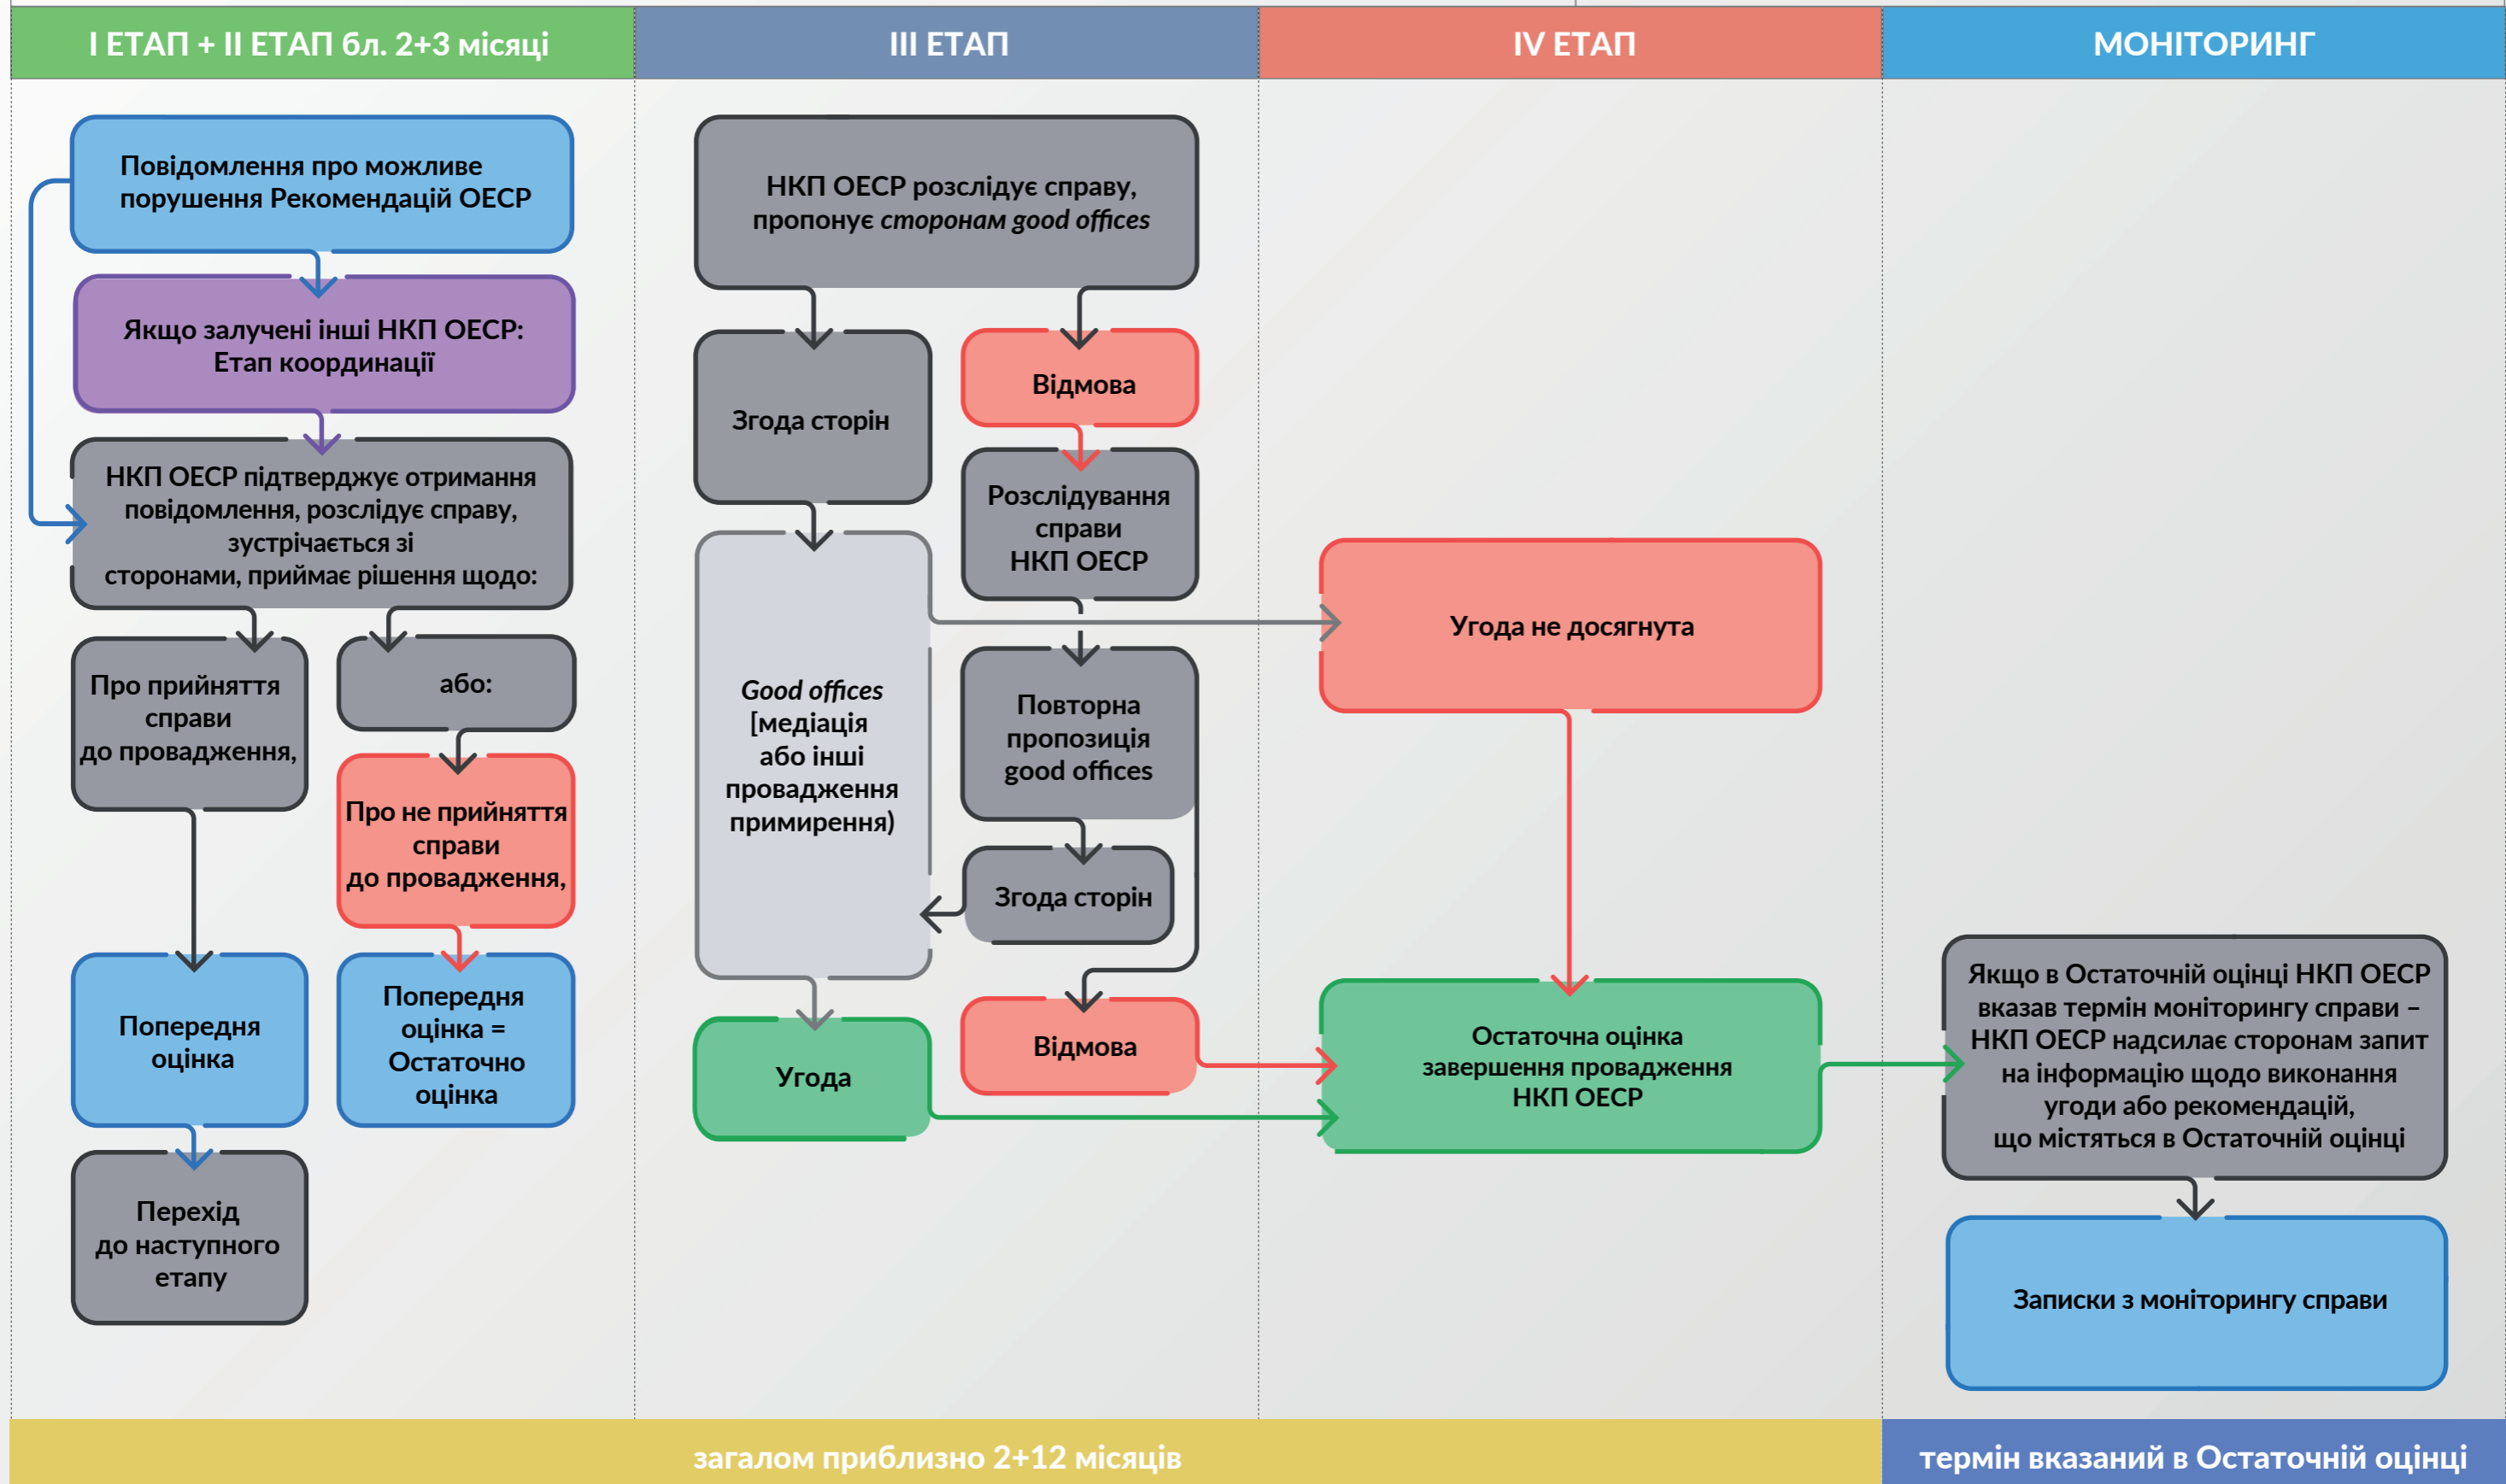 І ЕТАП + ІІ ЕТАП бл. 2+3 місяці
ІІІ ЕТАП
IV ЕТАП
МОНІТОРИНГ
Повідомлення про можливе
порушення Рекомендацій ОЕСР
Якщо залучені інші НКП ОЕСР:
Етап координації
НКП ОЕСР підтверджує отримання
повідомлення, розслідує справу,
зустрічається зі
сторонами, приймає рішення щодо:
Про прийняття
справи
до провадження,
або:
Про не прийняття
справи
до провадження,
Попередня
оцінка
Попередня
оцінка =
Остаточно
оцінка
Перехід
до наступного
етапу
НКП ОЕСР розслідує справу,
пропонує сторонам good offices
Згода сторін
Відмова
Розслідування
справи
НКП ОЕСР
Good offices
[медіація
або інші
провадження
примирення)
Повторна
пропозиція
good offices
Згода сторін
Відмова
Угода
Угода не досягнута
Остаточна оцінка
завершення провадження
НКП ОЕСР
Якщо в Остаточній оцінці НКП ОЕСР
вказав термін моніторингу справи –
НКП ОЕСР надсилає сторонам запит
на інформацію щодо виконання
угоди або рекомендацій,
що містяться в Остаточній оцінці
Записки з моніторингу справи
загалом приблизно 2+12 місяців
термін вказаний в Остаточній оцінці